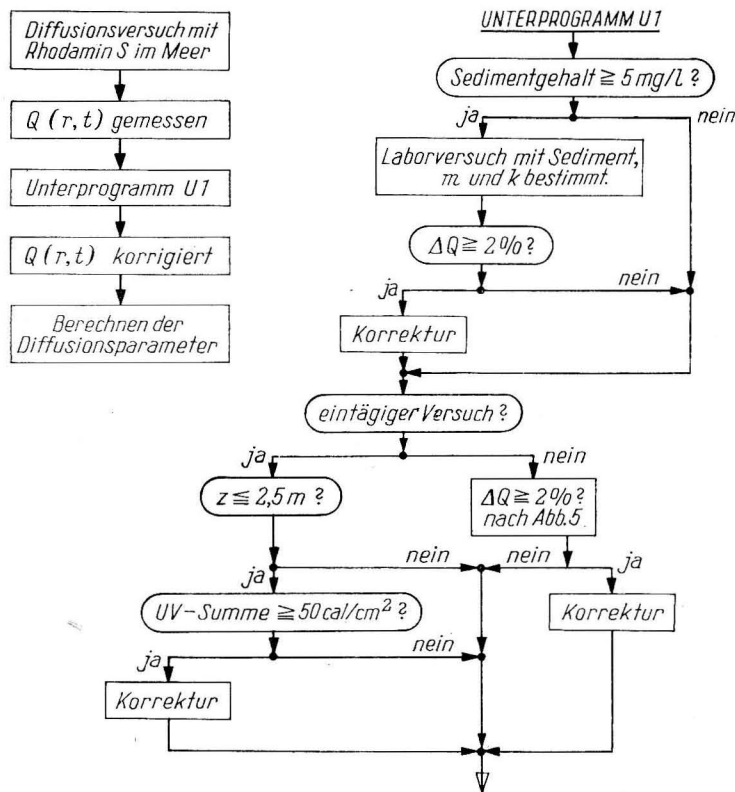 Diffusionsversuch mit
Rhodamin S im Meer
Q (r,t) gemessen
Unterprogramm U1
Q (r,t) korrigiert
Berechnen der
Diffusionsparameter
UNTERPROGRAMM U1
Sedimentgehalt ≧ 5 mg/l ?
ja
nein
Laborversuch mit Sediment,
m und k bestimmt.
ΔQ ≧ 2% ?
ja
nein
Korrektur
eintägiger Versuch ?
ja
nein
z ≦ 2,5 m ?
ΔQ ≧ 2% ?
nach Abb.5
nein
nein
ja
ja
UV-Summe ≧ 50 cal/cm² ?
Korrektur
ja
nein
Korrektur